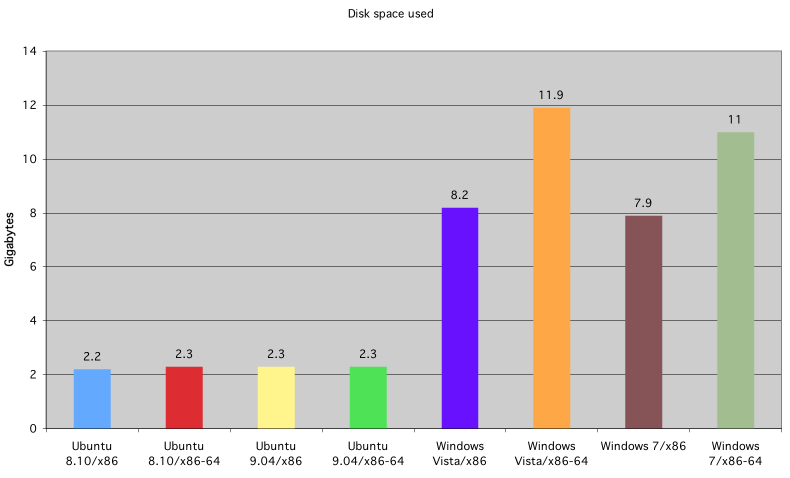 Disk space used
Gigabytes
14
12
10
8
6
4
2
0
2.2
2.3
2.3
2.3
8.2
11.9
7.9
11
Ubuntu
8.10/x86
Ubuntu
8.10/x86-64
Ubuntu
9.04/x86
Ubuntu
9.04/x86-64
Windows
Vista/x86
Windows
Vista/x86-64
Windows 7/x86
Windows
7/x86-64